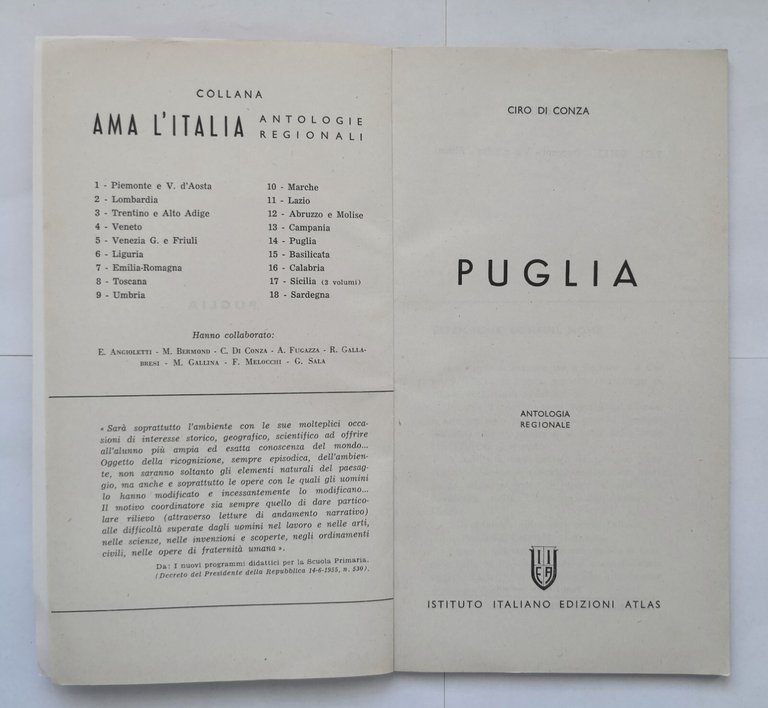 COLLANA
AMA L'ITALIA ANTOLOGIE REGIONALI
1 - Piemonte e V. d'Aosta
2 - Lombardia
3 - Trentino e Alto Adige
4 - Veneto
5 - Venezia G. e Friuli
6 - Liguria
7 - Emilia-Romagna
8 - Toscana
9 - Umbria
10 - Marche
11 - Lazio
12 - Abruzzo e Molise
13 - Campania
14 - Puglia
15 - Basilicata
16 - Calabria
17 - Sicilia (3 volumi)
18 - Sardegna
Hanno collaborato:
E. ANGIOLETTI - M. BERMOND - C. DI CONZA - A. FUGAZZA - R. GALLA-
BRESI - M. GALLINA - F. MELOCCHI - G. SALA
« Sarà soprattutto l'ambiente con le sue molteplici occa-
sioni di interesse storico, geografico, scientifico ad offrire
all'alunno più ampia ed esatta conoscenza del mondo...
Oggetto della ricognizione, sempre episodica, dell'ambien-
te, non saranno soltanto gli elementi naturali del paesag-
gio, ma anche e soprattutto le opere con le quali gli uomini
lo hanno modificato e incessantemente lo modificano...
Il motivo coordinatore sia sempre quello di dare partico-
lare rilievo (attraverso letture di andamento narrativo)
alle difficoltà superate dagli uomini nel lavoro e nelle arti,
nelle scienze, nelle invenzioni e scoperte, negli ordinamenti
civili, nelle opere di fraternità umana ».
Da: I nuovi programmi didattici per la Scuola Primaria.
(Decreto del Presidente della Repubblica 14-6-1955, n. 530).
CIRO DI CONZA
PUGLIA
ANTOLOGIA
REGIONALE
IIEA
ISTITUTO ITALIANO EDIZIONI ATLAS